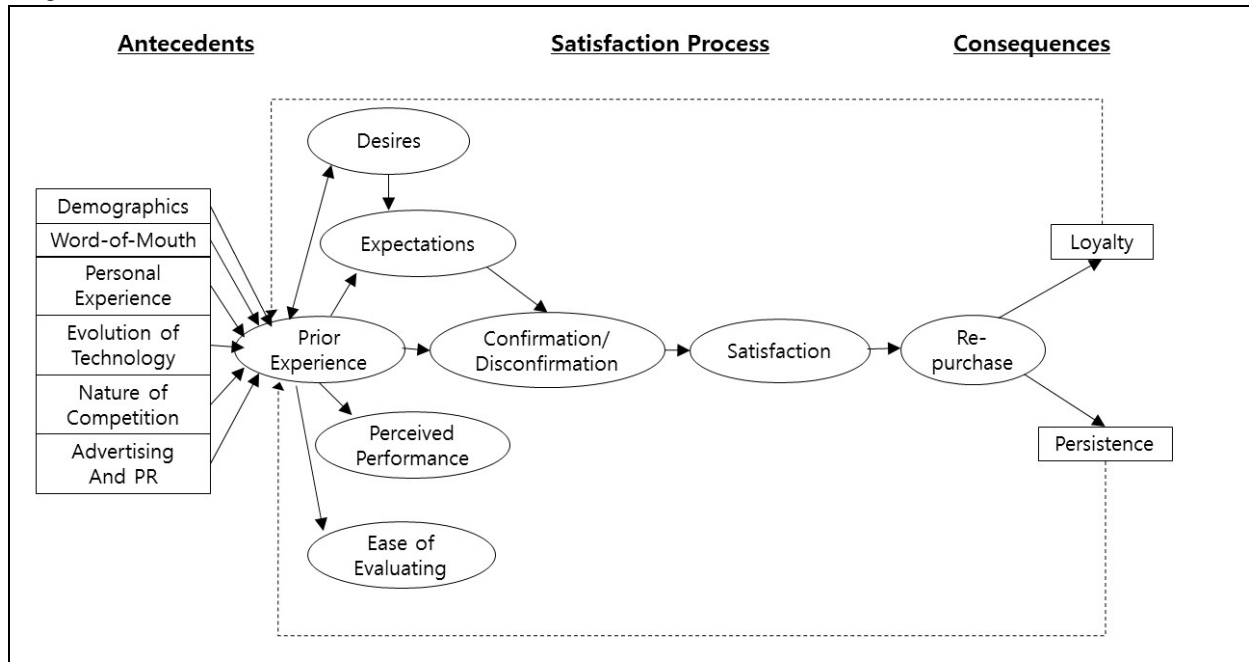 Antecedents
Satisfaction Process
Consequences
Desires
Demographics
Word-of-Mouth
Personal
Experience
Evolution of
Technology
Nature of
Competition
Advertising
And PR
Expectations
Prior
Experience
Confirmation/
Disconfirmation
Satisfaction
Re-
purchase
Loyalty
Persistence
Perceived
Performance
Ease of
Evaluating